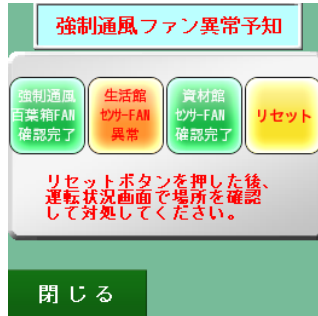 強制通風ファン異常予知
強制通風
百葉箱FAN
確認完了
生活館
ｾﾝｻｰFAN
異常
資材館
ｾﾝｻｰFAN
確認完了
リセット
リセットボタンを押した後、
運転状況画面で場所を確認
して対処してください。
閉じる